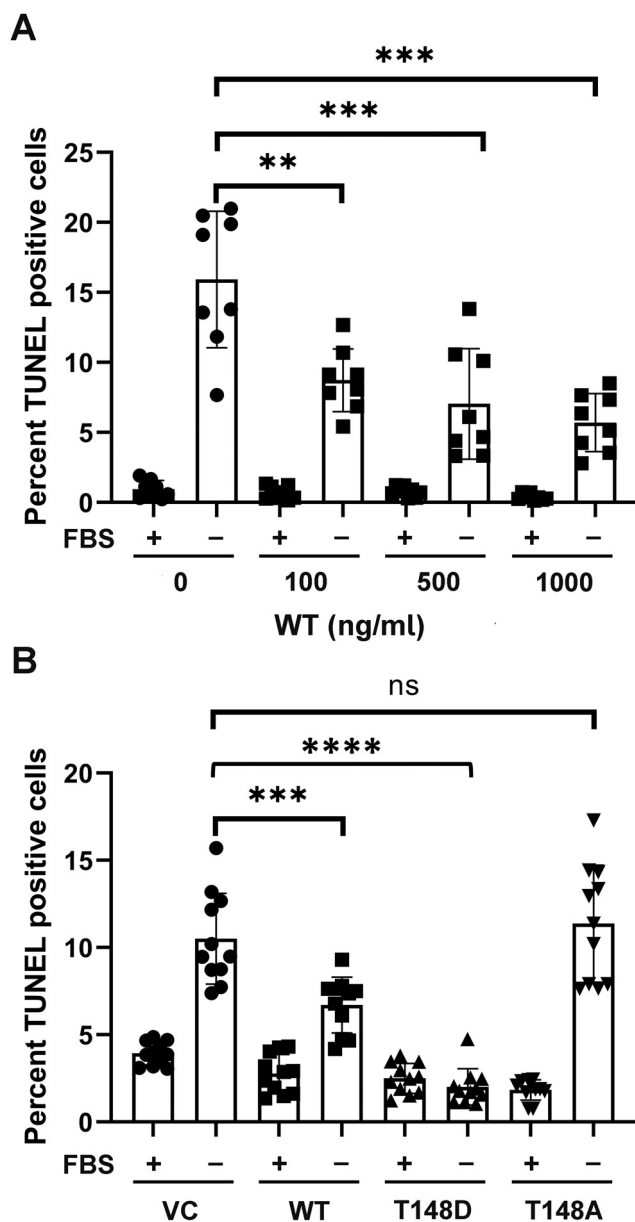 A
***
***
**
25
20
15
10
5
0
Percent TUNEL positive cells
FBS + – + – + – + –
0 100 500 1000
WT (ng/ml)
B
ns
****
***
20
15
10
5
0
Percent TUNEL positive cells
FBS + – + – + – + –
VC WT T148D T148A